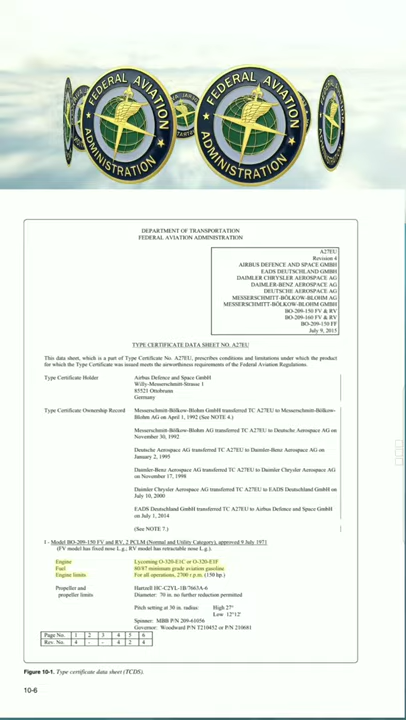 FEDERAL AVIATION
ADMINISTRATION
FEDERAL AVIATION
ADMINISTRATION
DEPARTMENT OF TRANSPORTATION
FEDERAL AVIATION ADMINISTRATION
A27EU
Revision 4
AIRBUS DEFENCE AND SPACE GMBH
EADS DEUTSCHLAND GMBH
DAIMLER CHRYSLER AEROSPACE AG
DAIMLER-BENZ AEROSPACE AG
DEUTSCHE AEROSPACE AG
MESSERSCHMITT-BÖLKOW-BLOHM AG
MESSERSCHMITT-BÖLKOW-BLOHM GMBH
BO-209-150 FV & RV
BO-209-160 FV & RV
BO-209-150 FF
July 9, 2015
TYPE CERTIFICATE DATA SHEET NO. A27EU
This data sheet, which is a part of Type Certificate No. A27EU, prescribes conditions and limitations under which the product
for which the Type Certificate was issued meets the airworthiness requirements of the Federal Aviation Regulations.
Type Certificate Holder Airbus Defence and Space GmbH
Willy-Messerschmitt-Strasse 1
85521 Ottobrunn
Germany
Type Certificate Ownership Record Messerschmitt-Bölkow-Blohm GmbH transferred TC A27EU to Messerschmitt-Bölkow-
Blohm AG on April 1, 1992 (See NOTE 4.)
Messerschmitt-Bölkow-Blohm AG transferred TC A27EU to Deutsche Aerospace AG on
November 30, 1992
Deutsche Aerospace AG transferred TC A27EU to Daimler-Benz Aerospace AG on
January 2, 1995
Daimler-Benz Aerospace AG transferred TC A27EU to Daimler Chrysler Aerospace AG
on November 17, 1998
Daimler Chrysler Aerospace AG transferred TC A27EU to EADS Deutschland GmbH on
July 10, 2000
EADS Deutschland GmbH transferred TC A27EU to Airbus Defence and Space GmbH
on July 1, 2014
(See NOTE 7.)
I - Model BO-209-150 FV and RV, 2 PCLM (Normal and Utility Category), approved 9 July 1971
(FV model has fixed nose L.g., RV model has retractable nose L.g.)
Engine Lycoming O-320-E1C or O-320-E1F
Fuel 80/87 minimum grade aviation gasoline
Engine limits For all operations, 2700 r.p.m. (150 hp.)
Propeller and Hartzell HC-C2YL-1B/7663A-6
propeller limits Diameter: 70 in. no further reduction permitted
Pitch setting at 30 in. radius: High 27°
Low 12°12'
Spinner: MBB P/N 209-61056
Governor: Woodward P/N T210452 or P/N 210681
Page No. 1 2 3 4 5 6
Rev. No. 4 - - 4 2 4
Figure 10-1. Type certificate data sheet (TCDS).
10-6